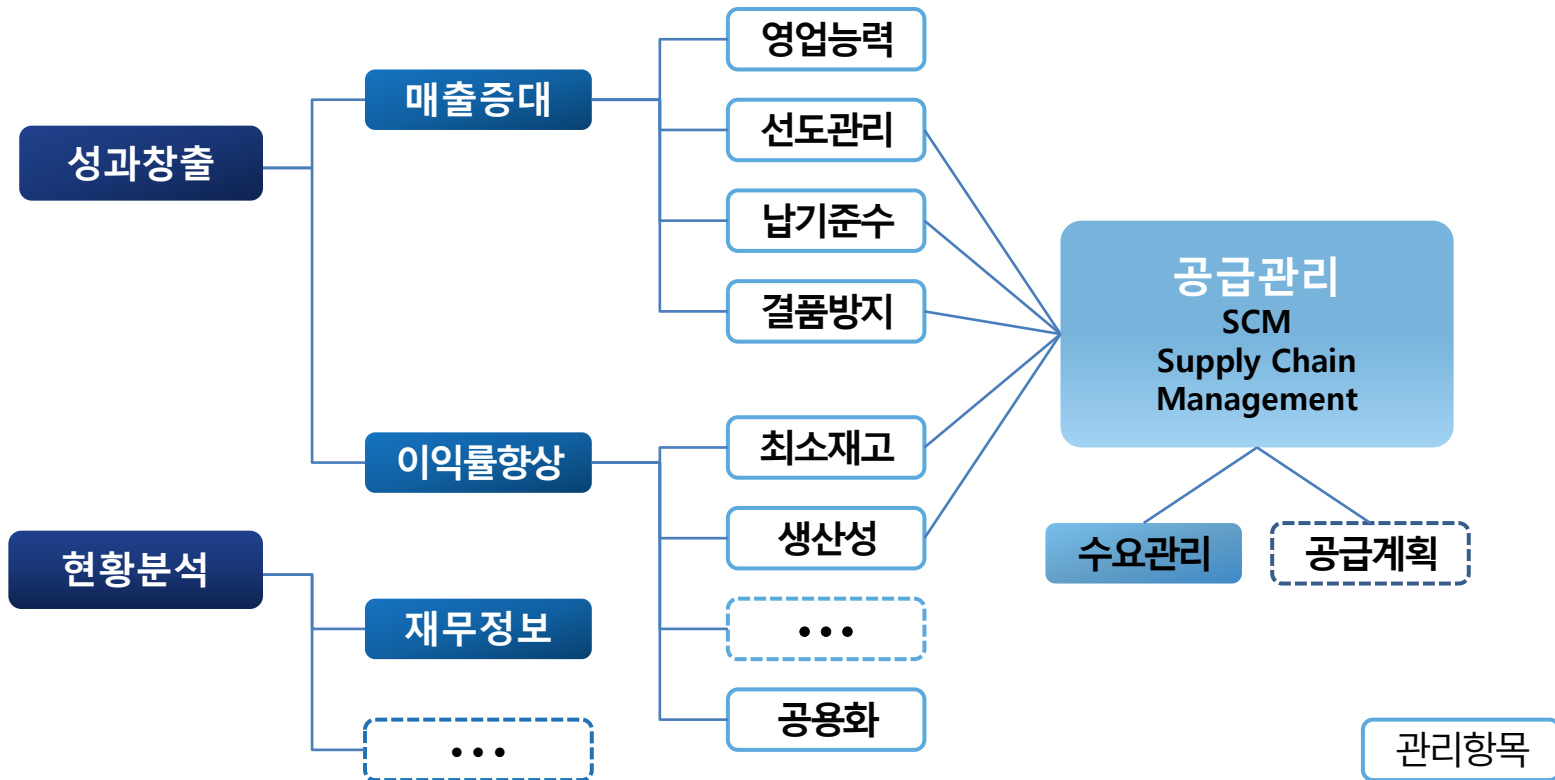 성과창출
매출증대
영업능력
선도관리
납기준수
결품방지
이익률향상
최소재고
생산성
•••
공용화
현황분석
재무정보
•••
공급관리
SCM
Supply Chain
Management
수요관리
공급계획
관리항목